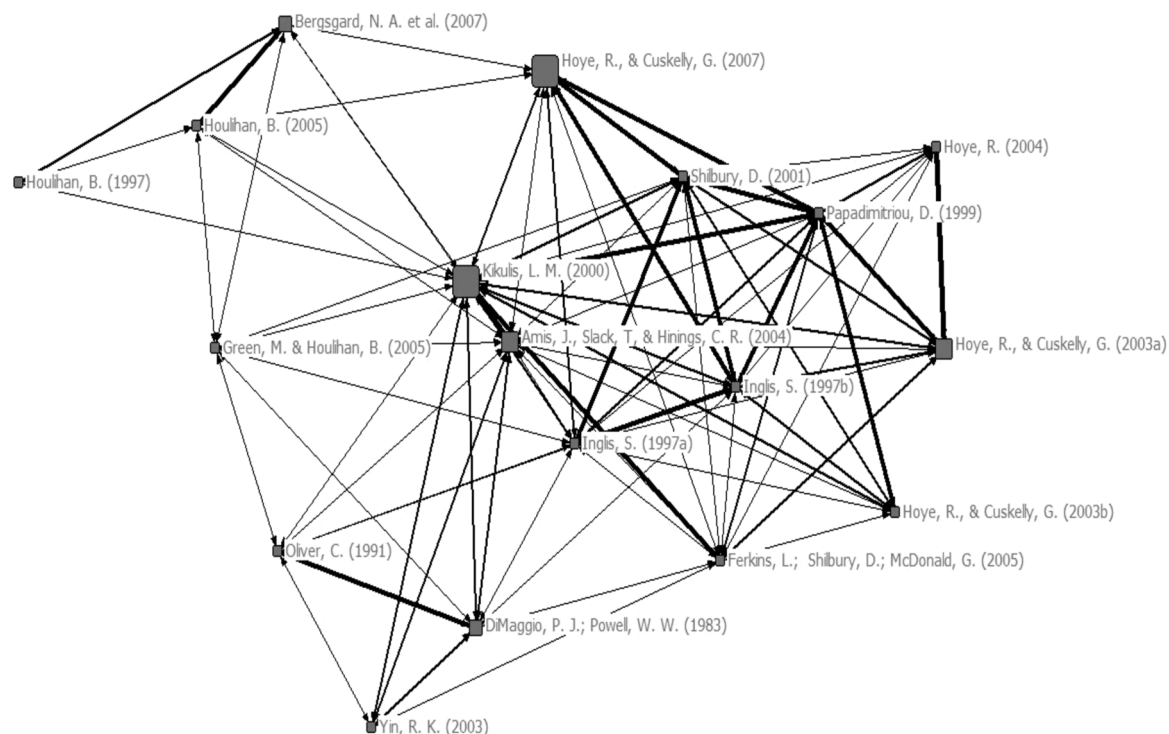 Bergsgard, N. A. et al. (2007)
Hoye, R., & Cuskelly, G. (2007)
Houlihan, B. (2005)
Hoye, R. (2004)
Houlihan, B. (1997)
Shilbury, D. (2001)
Papadimitriou, D. (1999)
Kikulis, L. M. (2000)
Amis, J., Slack, T, & Hinings, C. R. (2004)
Green, M. & Houlihan, B. (2005)
Hoye, R., & Cuskelly, G. (2003a)
Inglis, S. (1997b)
Inglis, S. (1997a)
Hoye, R., & Cuskelly, G. (2003b)
Oliver, C. (1991)
Ferkins, L.; Shilbury, D.; McDonald, G. (2005)
DiMaggio, P. J.; Powell, W. W. (1983)
Yin, R. K. (2003)